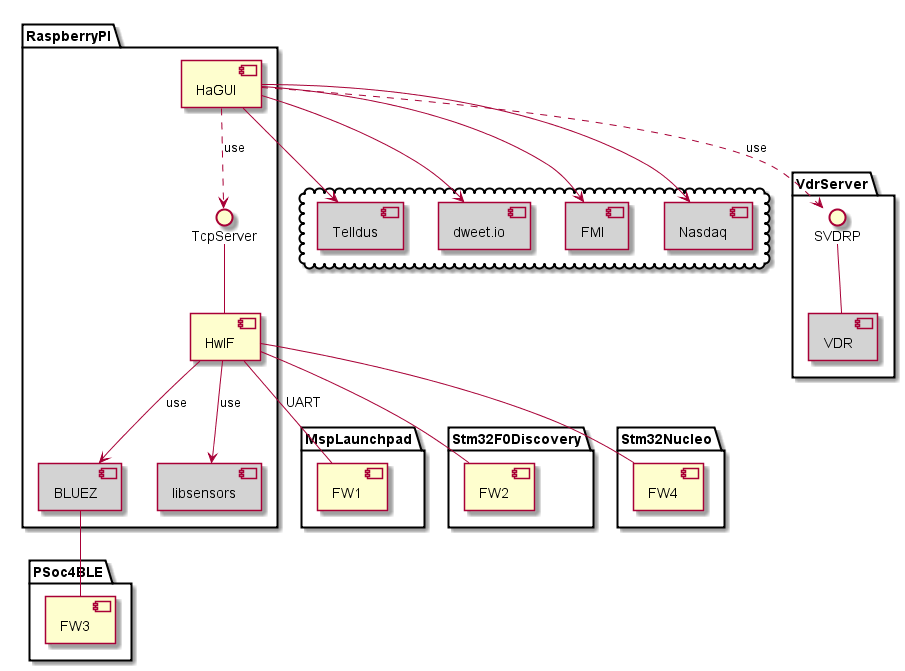 RaspberryPI
HaGUI
use
use
VdrServer
TcpServer
Telldus
dweet.io
FMI
Nasdaq
SVDRP
HwIF
VDR
use
use
UART
MspLaunchpad
Stm32F0Discovery
Stm32Nucleo
BLUEZ
libsensors
FW1
FW2
FW4
PSoc4BLE
FW3